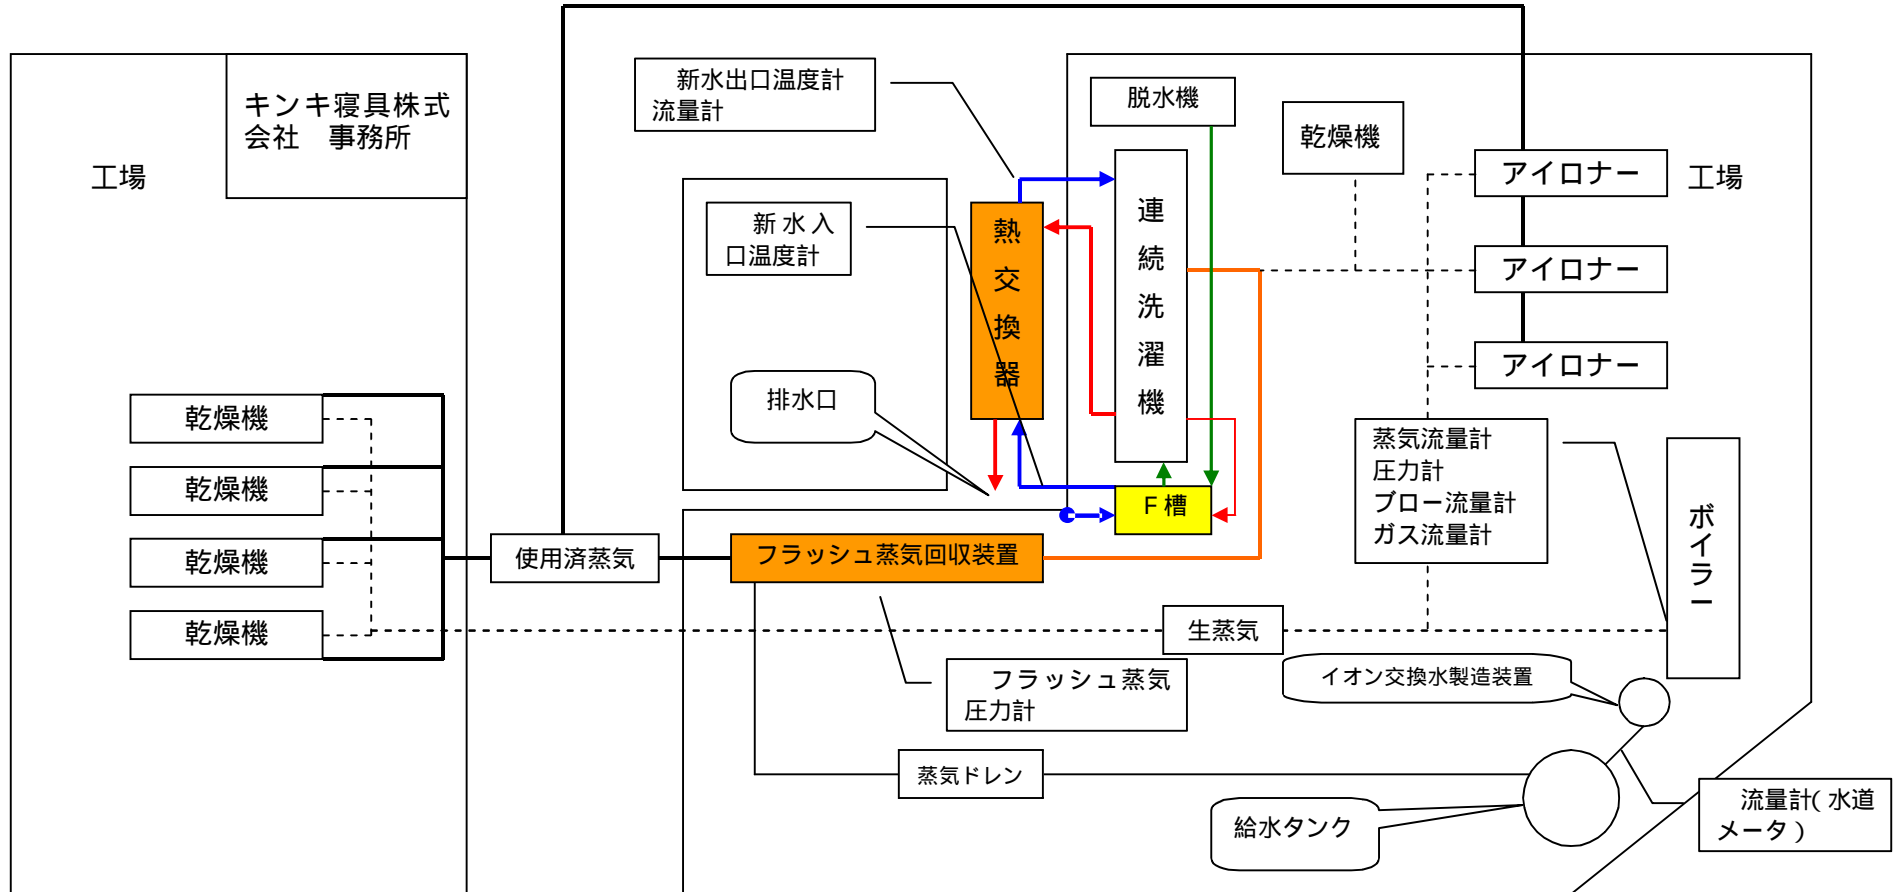 新水出口温度計
流量計
脱水機
キンキ寝具株式
会社　事務所
乾燥機
工場
アイロナー
工場
連続洗濯機
新水入
口温度計
熱交換器
アイロナー
アイロナー
排水口
乾燥機
蒸気流量計
圧力計
ブロー流量計
ガス流量計
乾燥機
F槽
ボイラー
乾燥機
使用済蒸気
フラッシュ蒸気回収装置
乾燥機
生蒸気
フラッシュ蒸気
圧力計
イオン交換水製造装置
蒸気ドレン
給水タンク
流量計(水道
メータ)